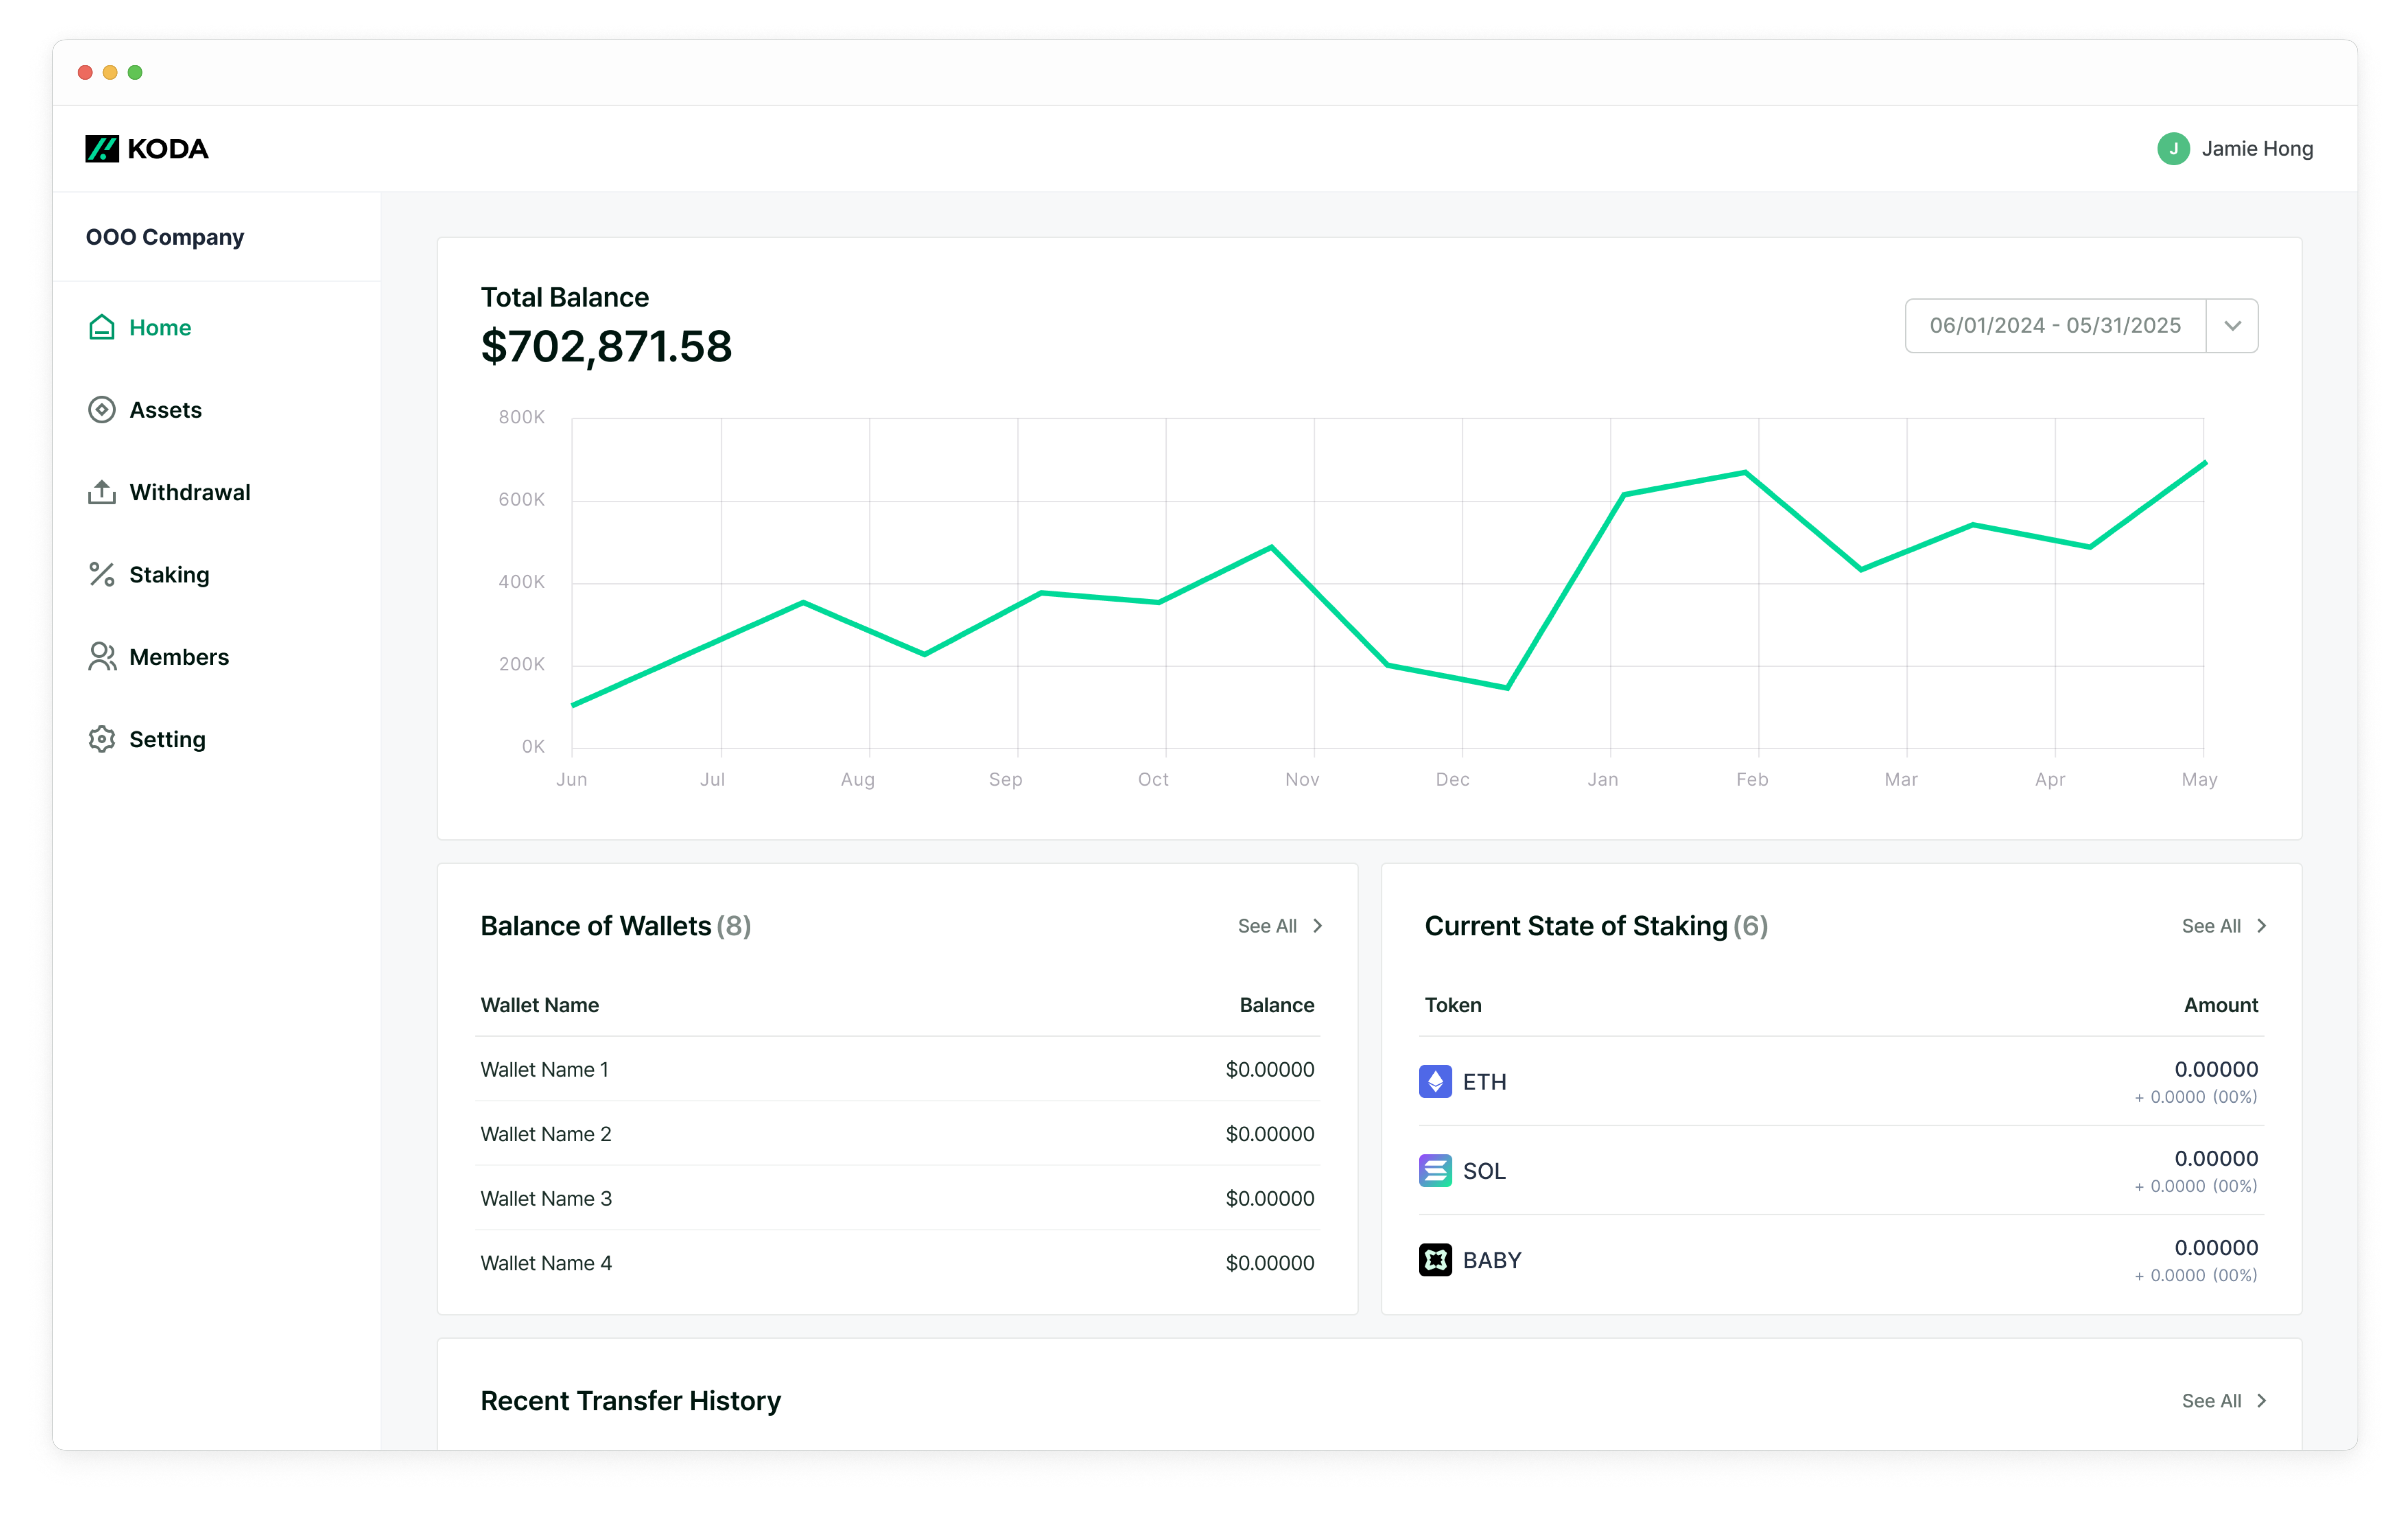 KODA
J Jamie Hong
OOO Company
Home
Assets
Withdrawal
Staking
Members
Setting
Total Balance
$702,871.58
06/01/2024 - 05/31/2025
800K
600K
400K
200K
0K
Jun Jul Aug Sep Oct Nov Dec Jan Feb Mar Apr May
Balance of Wallets (8) See All
Wallet Name Balance
Wallet Name 1 $0.00000
Wallet Name 2 $0.00000
Wallet Name 3 $0.00000
Wallet Name 4 $0.00000
Current State of Staking (6) See All
Token Amount
ETH 0.00000
+ 0.0000 (00%)
SOL 0.00000
+ 0.0000 (00%)
BABY 0.00000
+ 0.0000 (00%)
Recent Transfer History See All